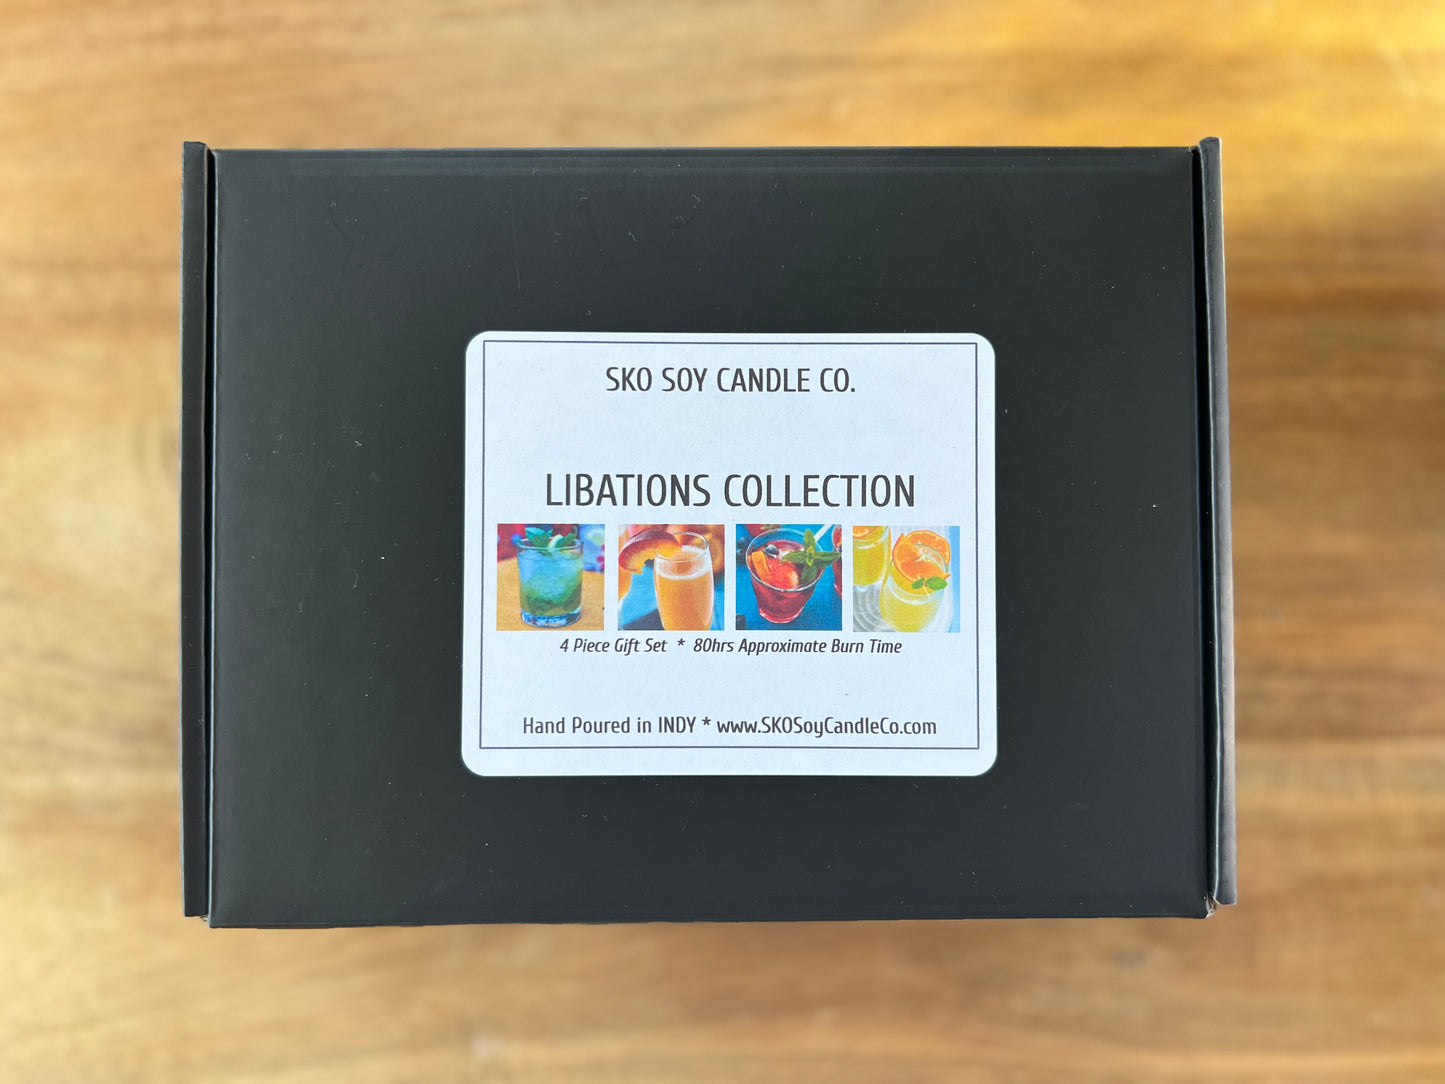 SKO SOY CANDLE CO.
LIBATIONS COLLECTION
4 Piece Gift Set * 80hrs Approximate Burn Time
Hand Poured in INDY * www.SKOSoyCandleCo.com